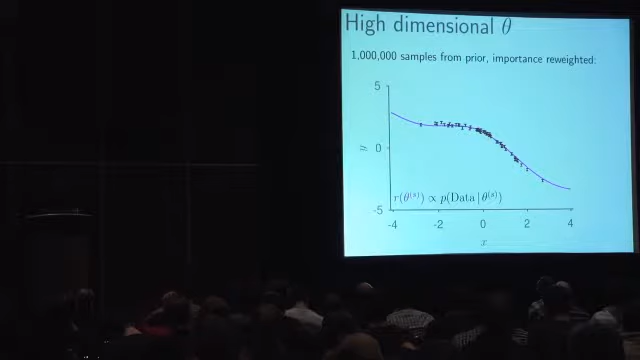 High dimensional θ
1,000,000 samples from prior, importance reweighted:
5
y
0
r(θ^(s)) ∝ p(Data | θ^(s))
-5
-4
-2
0
2
4
x